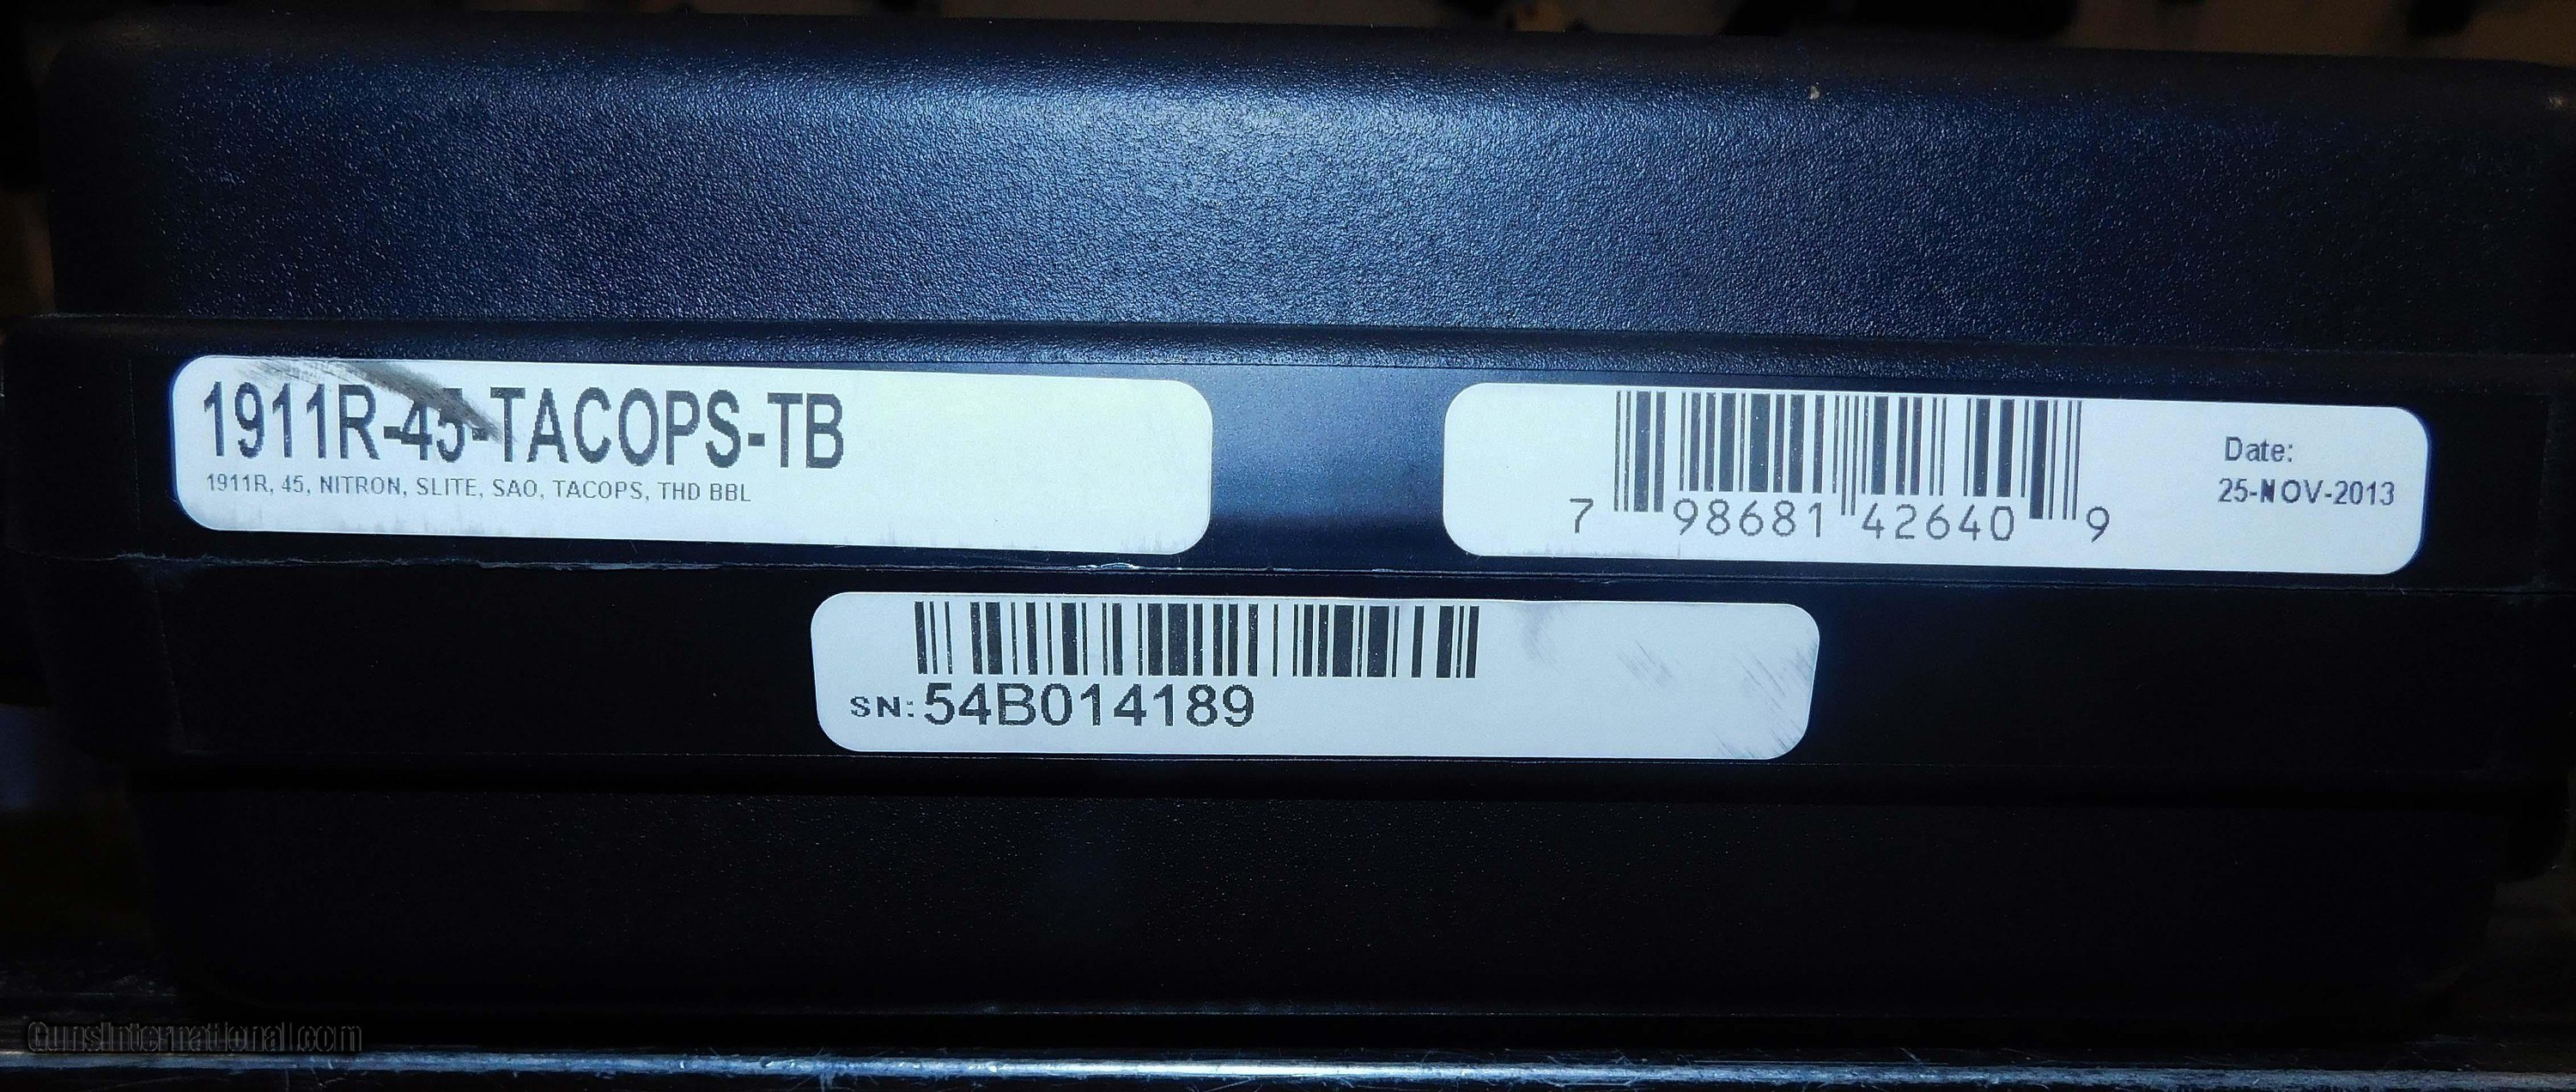 1911R-45-TACOPS-TB
1911R, 45, NITRON, SLITE, SAO, TACOPS, THD BBL
7 98681 42640 9
Date:
25-NOV-2013
SN:54B014189
GunsInternational.com